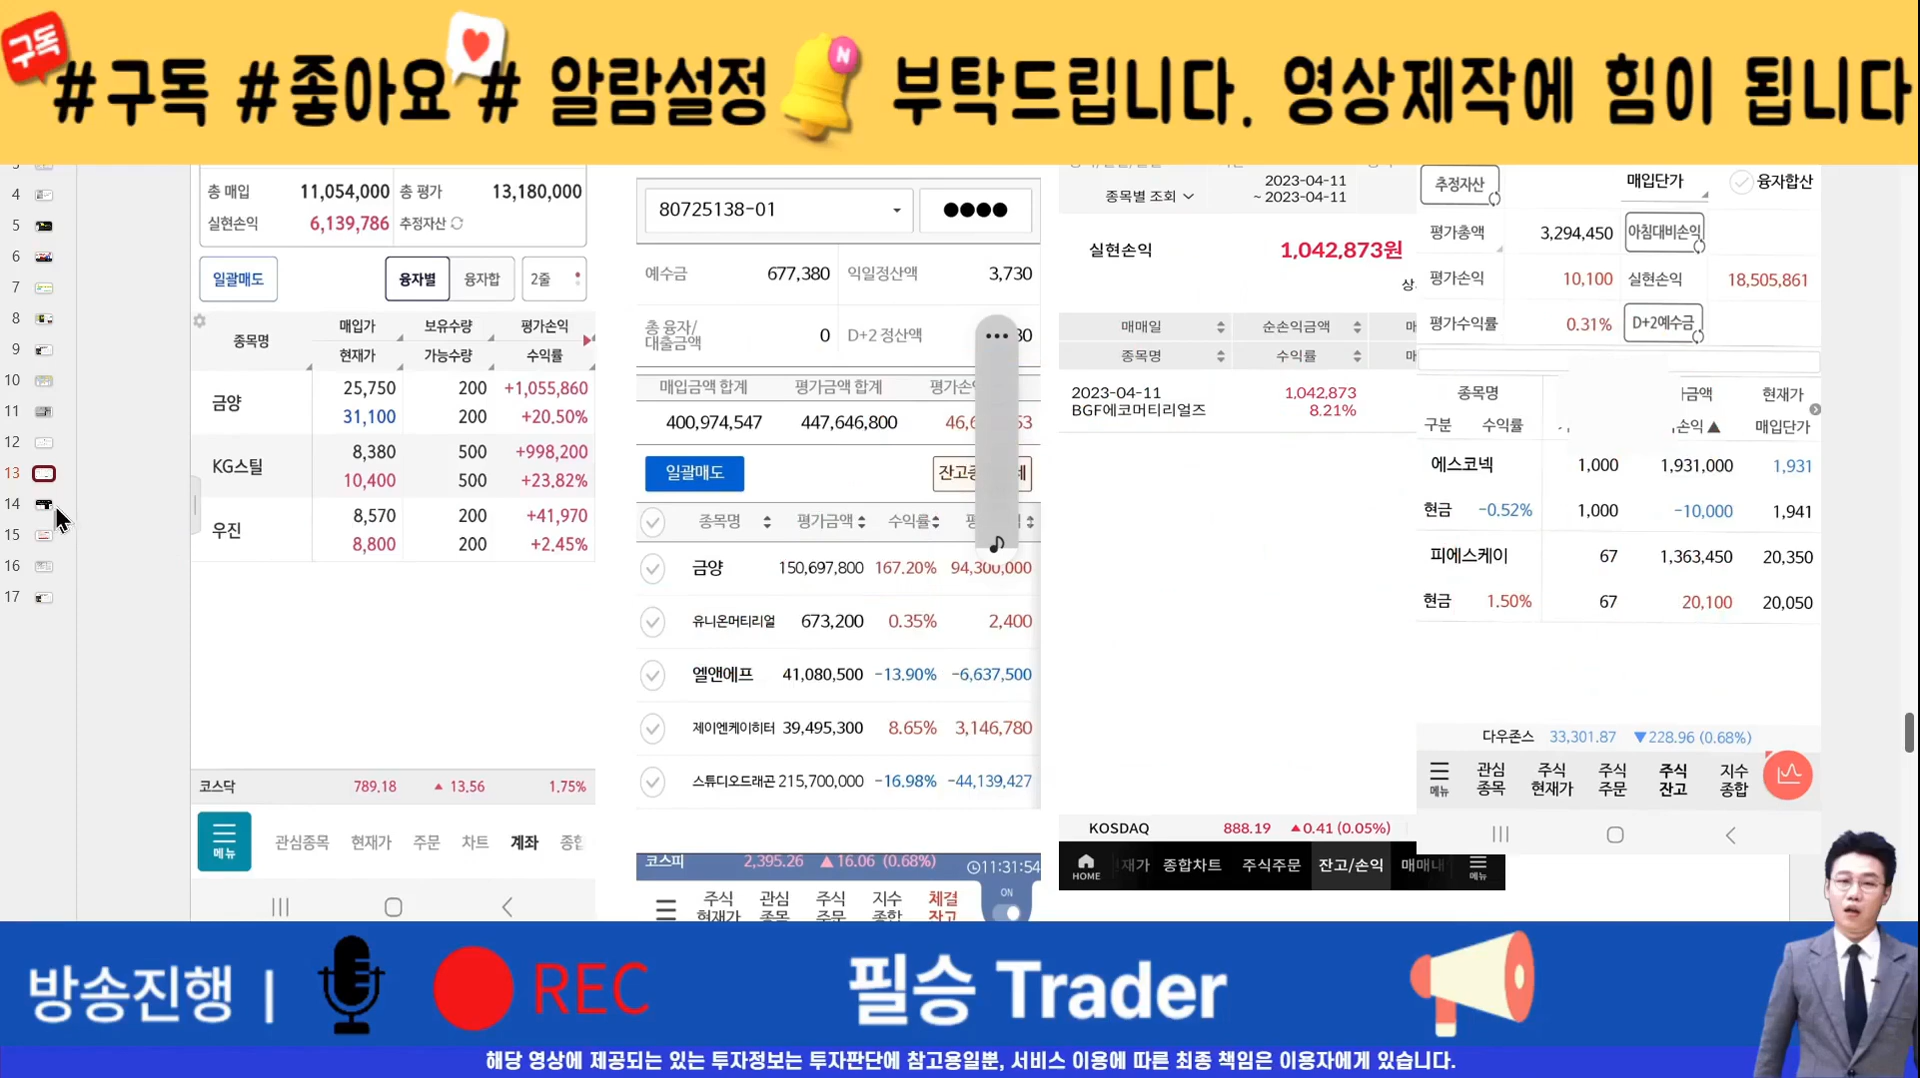 구독
#구독 #좋아요 # 알람설정 N 부탁드립니다. 영상제작에 힘이 됩니다
4
5
6
7
8
9
10
11
12
13
14
15
16
17
총 매입 11,054,000 총 평가 13,180,000
실현손익 6,139,786 추정자산
일괄매도 융자별 융자합 2줄
종목명 매입가 보유수량 평가손익
현재가 가능수량 수익률
금양 25,750 200 +1,055,860
31,100 200 +20.50%
KG스틸 8,380 500 +998,200
10,400 500 +23.82%
우진 8,570 200 +41,970
8,800 200 +2.45%
코스닥 789.18 ▲ 13.56 1.75%
메뉴 관심종목 현재가 주문 차트 계좌
80725138-01 ●●●●
예수금 677,380 익일정산액 3,730
총 융자/
대출금액 0 D+2 정산액
매입금액 합계 평가금액 합계
400,974,547 447,646,800
일괄매도
종목명 평가금액 수익률
금양 150,697,800 167.20% 94,300,000
유니온머티리얼 673,200 0.35% 2,400
엘앤에프 41,080,500 -13.90% -6,637,500
제이엔케이히터 39,495,300 8.65% 3,146,780
스튜디오드래곤 215,700,000 -16.98% -44,139,427
코스피 2,395.26 ▲ 16.06 (0.68%) 11:31:54
주식 관심 주식 지수 체결 ON
현재가 종목 주문 종합 잔고
종목별 조회 2023-04-11
~ 2023-04-11
실현손익 1,042,873원
매매일 순손익금액
종목명 수익률
2023-04-11 1,042,873
BGF에코머티리얼즈 8.21%
KOSDAQ 888.19 ▲0.41 (0.05%)
HOME 재가 종합차트 주식주문 잔고/손익 매매내 메뉴
추정자산 매입단가 융자합산
평가총액 3,294,450 아침대비손익
평가손익 10,100 실현손익 18,505,861
평가수익률 0.31% D+2예수금
종목명 금액 현재가
구분 수익률 손익▲ 매입단가
에스코넥 1,000 1,931,000 1,931
현금 -0.52% 1,000 -10,000 1,941
피에스케이 67 1,363,450 20,350
현금 1.50% 67 20,100 20,050
다우존스 33,301.87 ▼228.96 (0.68%)
메뉴 관심 주식 주식 주식 지수
종목 현재가 주문 잔고 종합
방송진행 | REC 필승 Trader
해당 영상에 제공되는 있는 투자정보는 투자판단에 참고용일뿐, 서비스 이용에 따른 최종 책임은 이용자에게 있습니다.